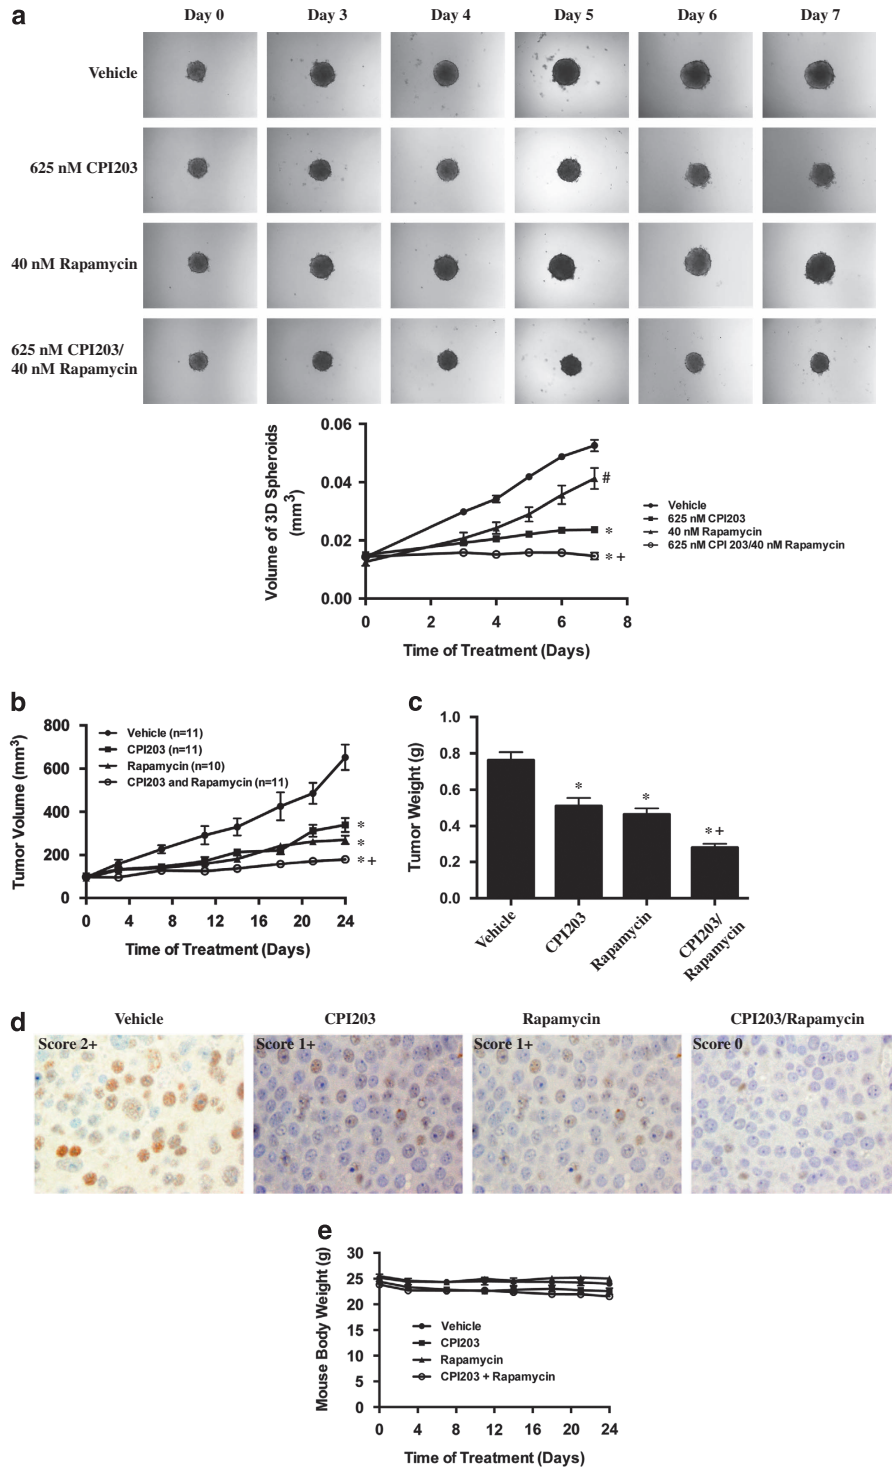 a
Day 0 Day 3 Day 4 Day 5 Day 6 Day 7
Vehicle
625 nM CPI203
40 nM Rapamycin
625 nM CPI203/
40 nM Rapamycin
Volume of 3D Spheroids
(mm3)
0.06
0.04
0.02
0.00
0 2 4 6 8
Time of Treatment (Days)
#
*
* +
Vehicle
625 nM CPI203
40 nM Rapamycin
625 nM CPI 203/40 nM Rapamycin
b
Tumor Volume (mm3)
800
600
400
200
0
0 4 8 12 16 20 24
Time of Treatment (Days)
Vehicle (n=11)
CPI203 (n=11)
Rapamycin (n=10)
CPI203 and Rapamycin (n=11)
*
*
* +
c
Tumor Weight (g)
1.0
0.8
0.6
0.4
0.2
0.0
*
*
* +
Vehicle
CPI203
Rapamycin
CPI203/
Rapamycin
d
Vehicle CPI203 Rapamycin CPI203/Rapamycin
Score 2+ Score 1+ Score 1+ Score 0
e
Mouse Body Weight (g)
30
25
20
15
10
5
0
Vehicle
CPI203
Rapamycin
CPI203 + Rapamycin
0 4 8 12 16 20 24
Time of Treatment (Days)